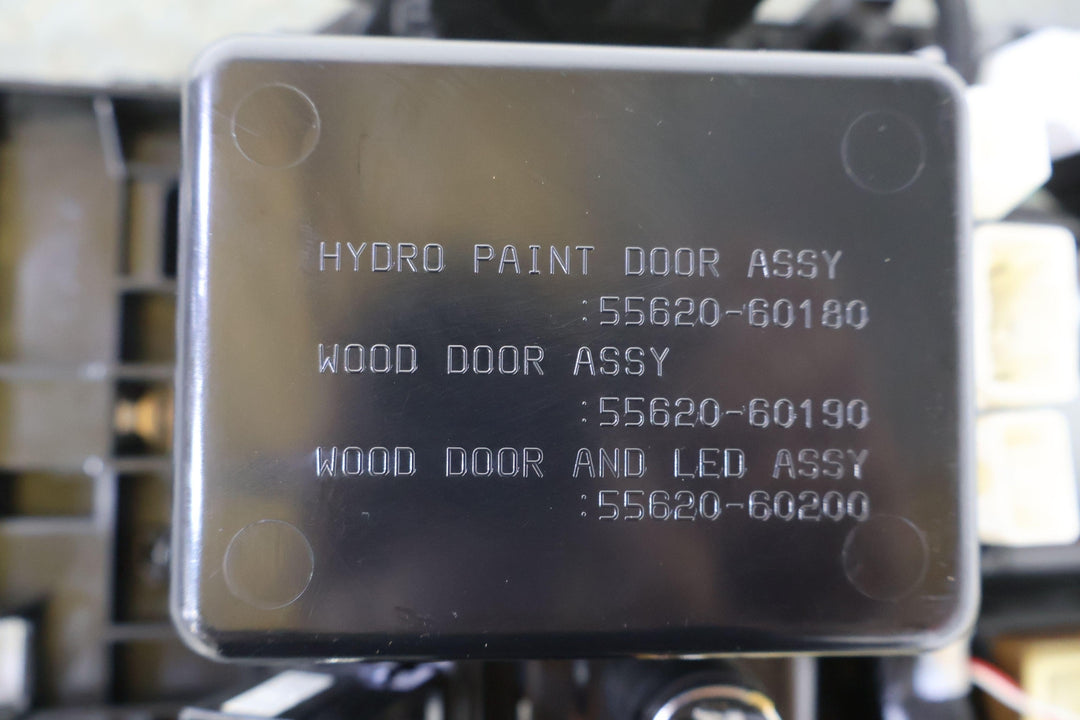 HYDRO PAINT DOOR ASSY
:55620-60180
WOOD DOOR ASSY
:55620-60190
WOOD DOOR AND LED ASSY
:55620-60200